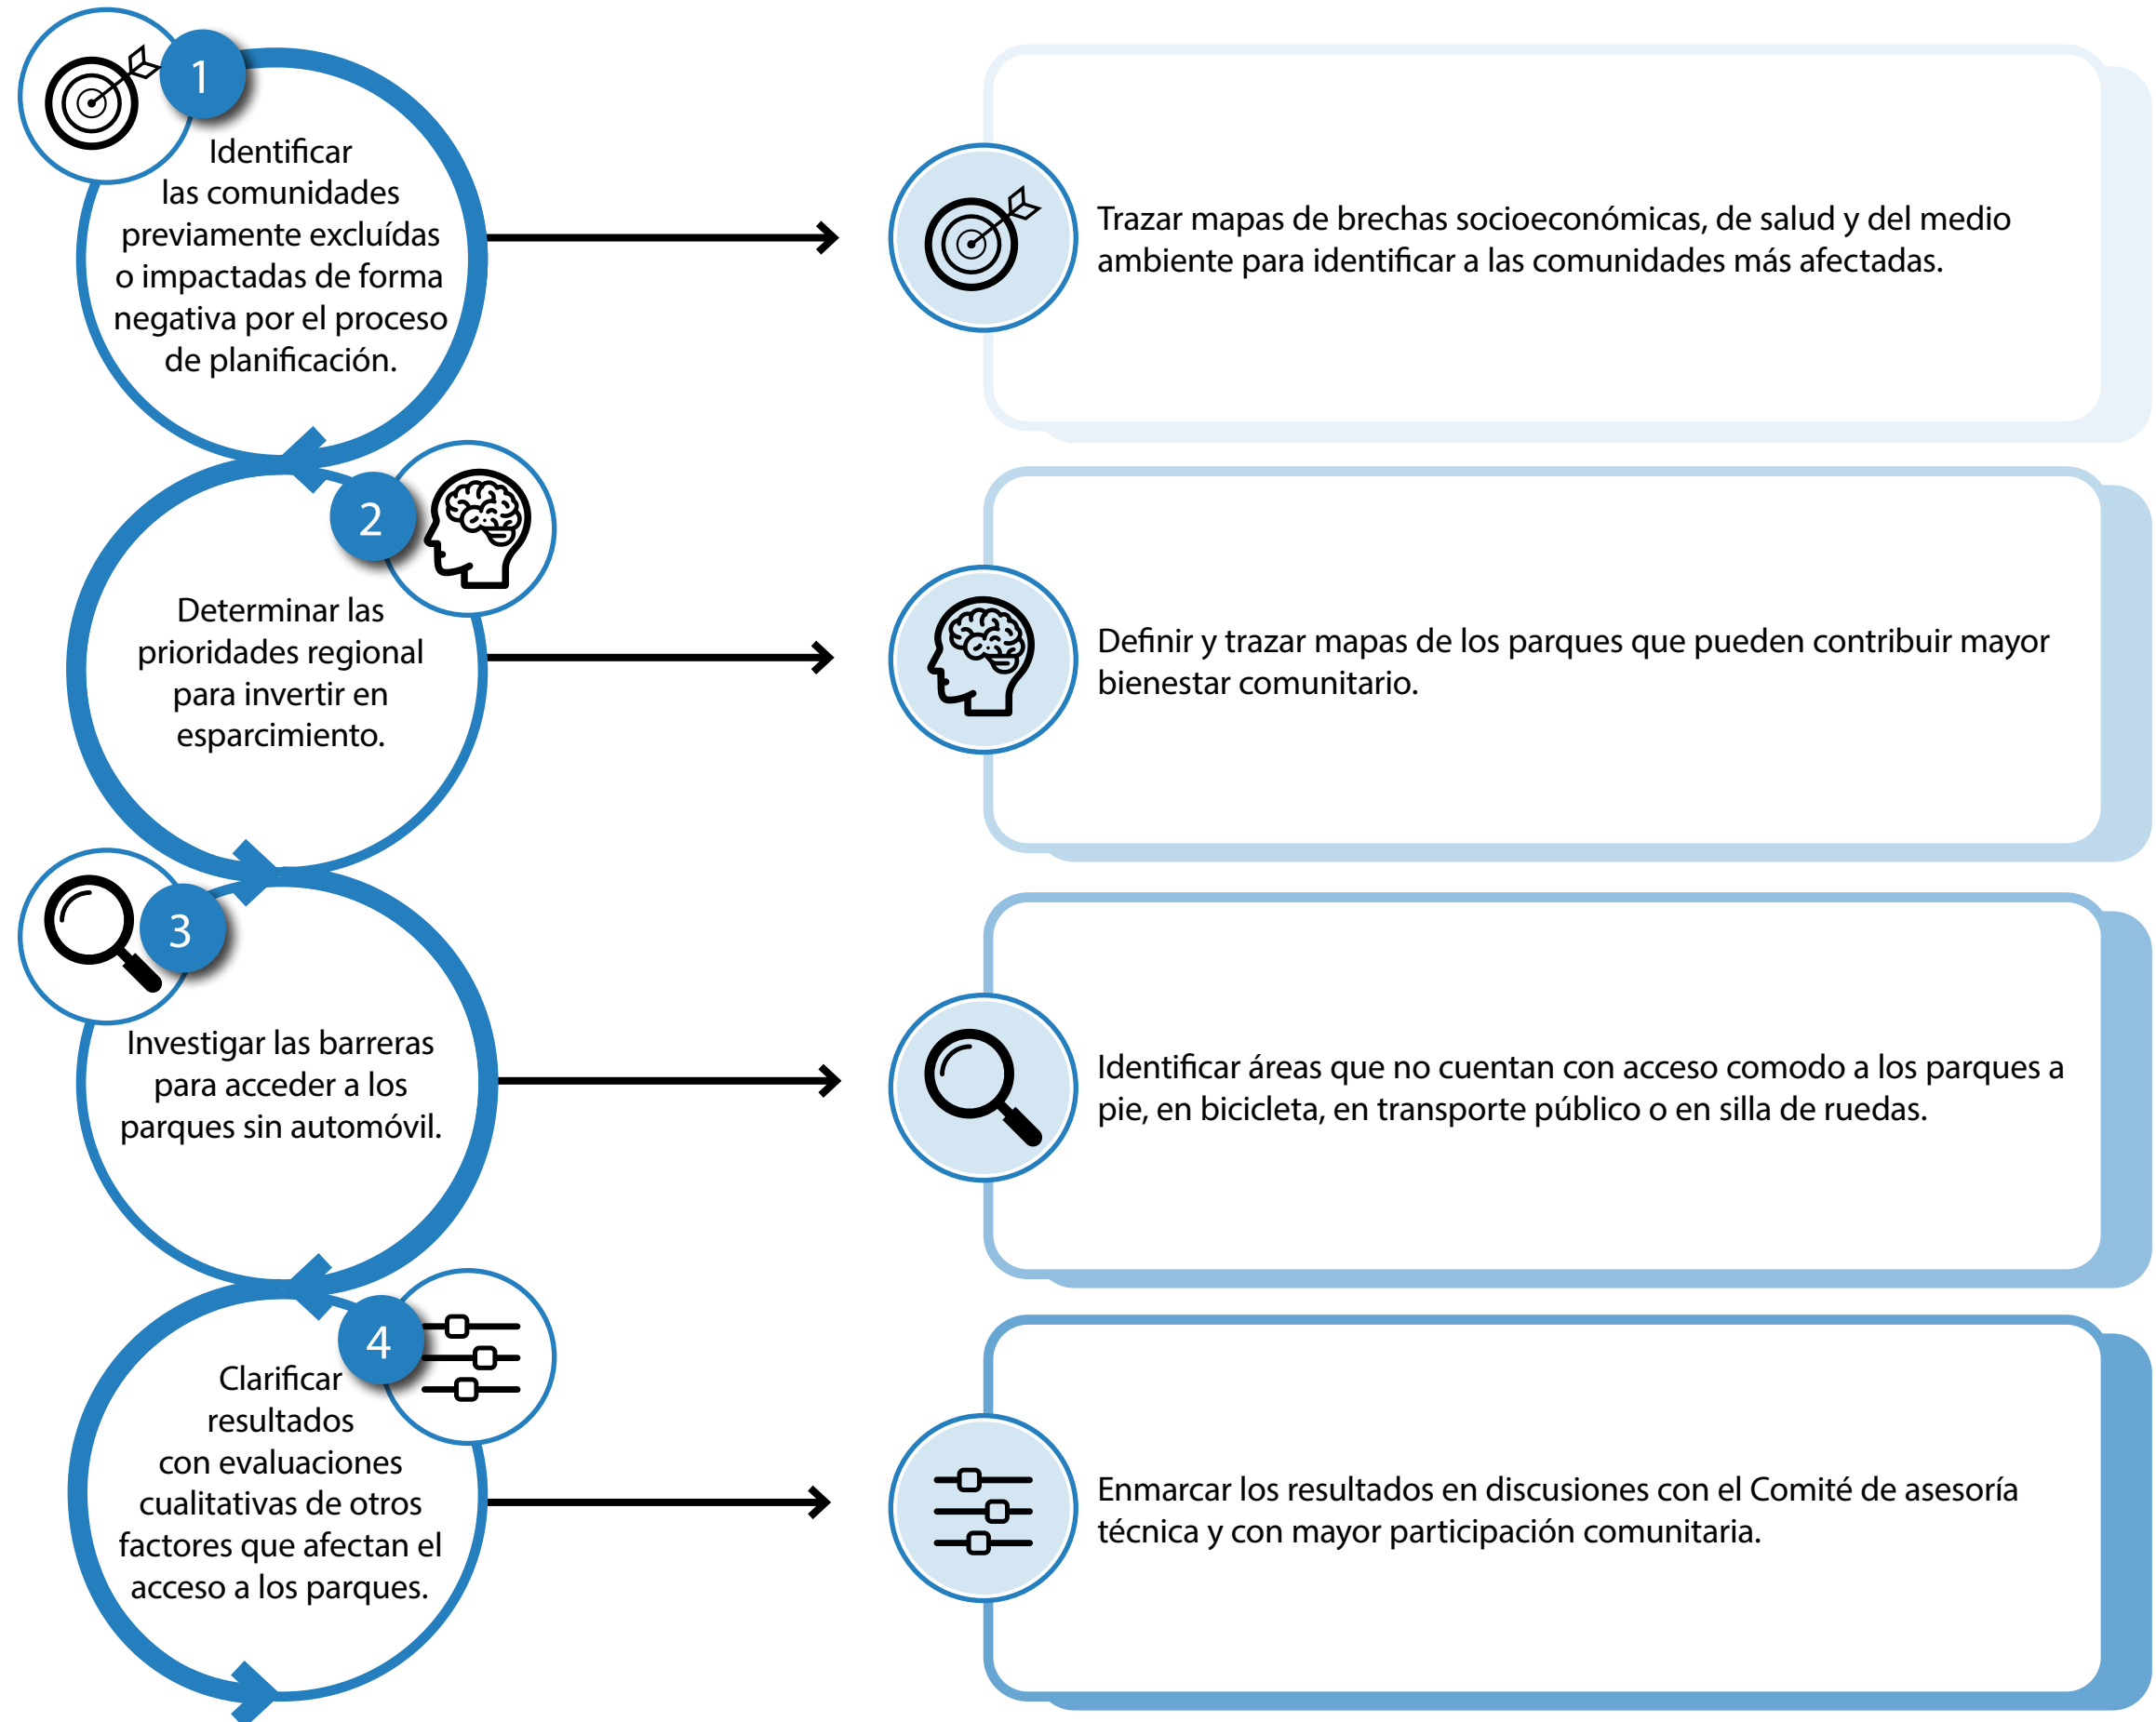 1
Identificar
las comunidades
previamente excluídas
o impactadas de forma
negativa por el proceso
de planificación.
Trazar mapas de brechas socioeconómicas, de salud y del medio
ambiente para identificar a las comunidades más afectadas.
2
Determinar las
prioridades regional
para invertir en
esparcimiento.
Definir y trazar mapas de los parques que pueden contribuir mayor
bienestar comunitario.
3
Investigar las barreras
para acceder a los
parques sin automóvil.
Identificar áreas que no cuentan con acceso comodo a los parques a
pie, en bicicleta, en transporte público o en silla de ruedas.
4
Clarificar
resultados
con evaluaciones
cualitativas de otros
factores que afectan el
acceso a los parques.
Enmarcar los resultados en discusiones con el Comité de asesoría
técnica y con mayor participación comunitaria.